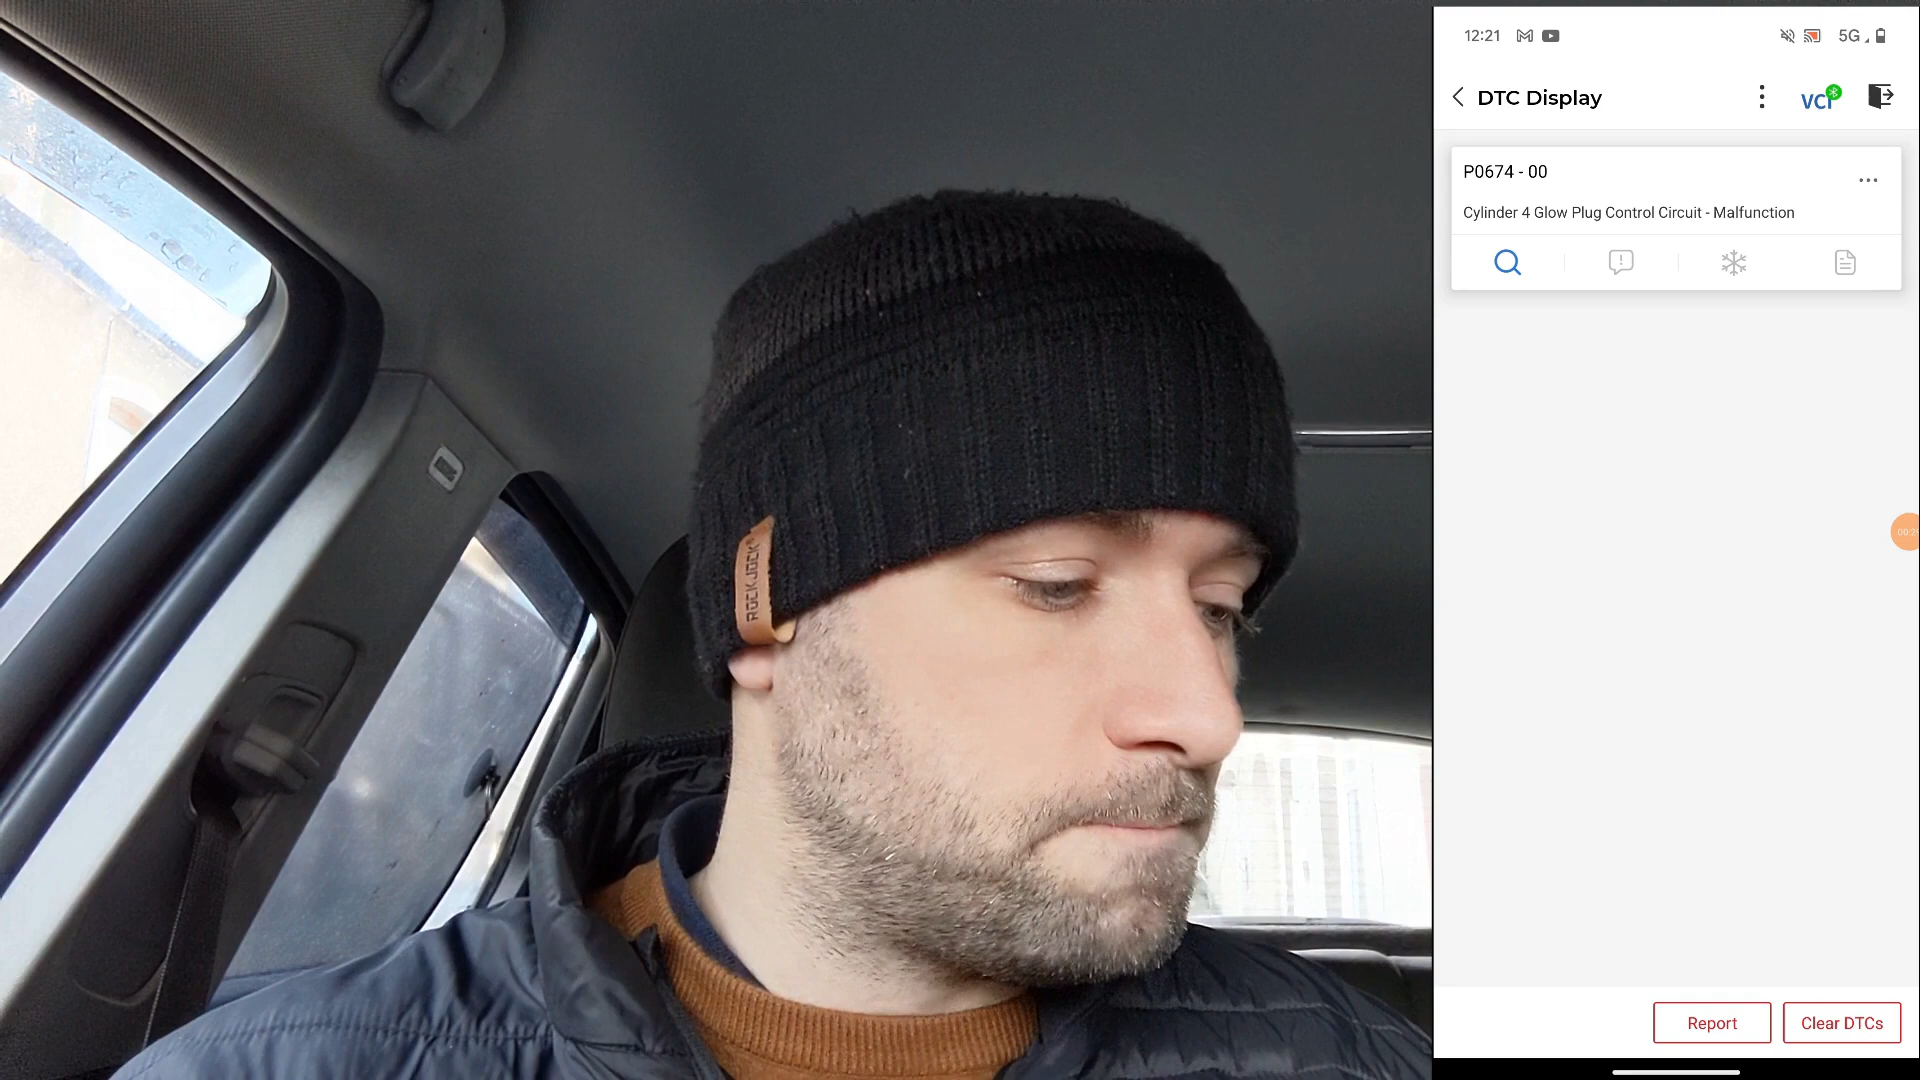 ROCKJOCK®
12:21
5G
DTC Display
VCI
P0674 - 00
Cylinder 4 Glow Plug Control Circuit - Malfunction
Report
Clear DTCs